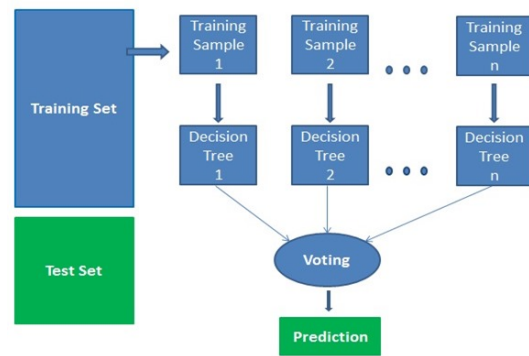 Training Set
Training
Sample
1
Training
Sample
2
Training
Sample
n
Decision
Tree
1
Decision
Tree
2
Decision
Tree
n
Test Set
Voting
Prediction